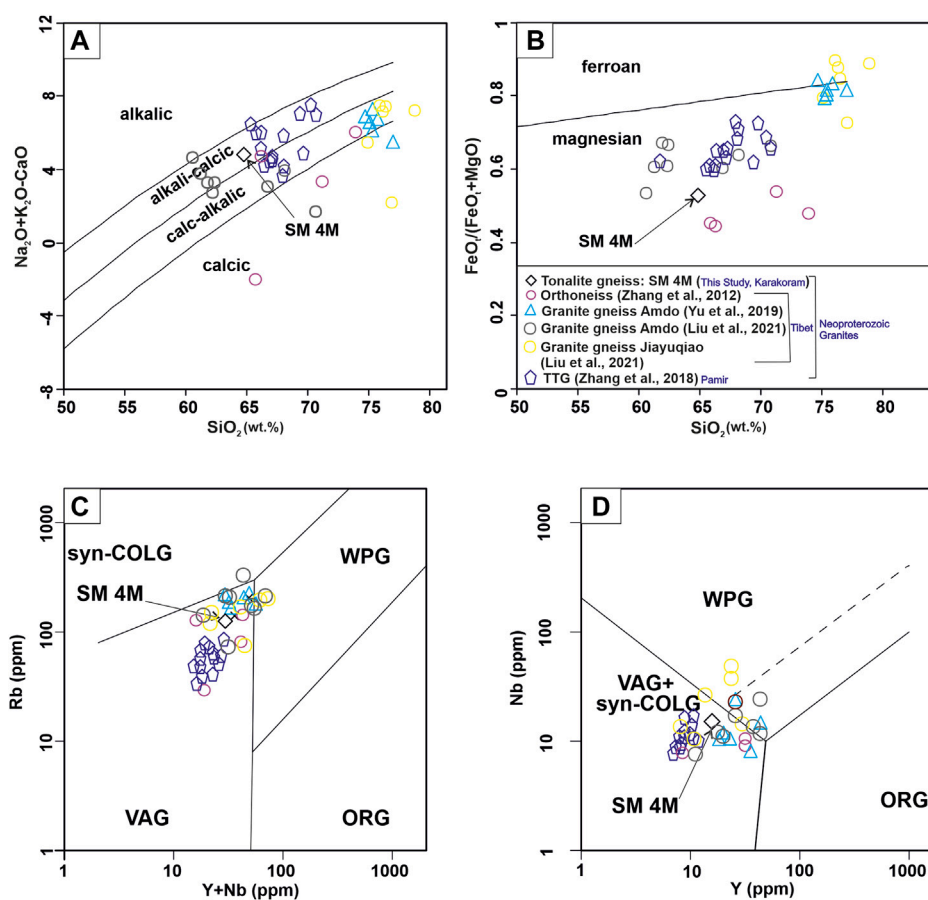 A
12
8
4
0
-4
-8
Na2O+K2O-CaO
alkalic
alkali-calcic
calc-alkalic
calcic
SM 4M
50
55
60
65
70
75
80
SiO2(wt.%)
B
1
0.8
0.6
0.4
0.2
0
FeOt/(FeOt+MgO)
ferroan
magnesian
SM 4M
Tonalite gneiss: SM 4M (This Study, Karakoram)
Orthoneiss (Zhang et al., 2012)
Granite gneiss Amdo (Yu et al., 2019)
Granite gneiss Amdo (Liu et al., 2021)
Granite gneiss Jiayuqiao
(Liu et al., 2021)
TTG (Zhang et al., 2018) Pamir
Tibet
Neoproterozoic
Granites
50
55
60
65
70
75
80
SiO2(wt.%)
C
1000
100
10
1
Rb (ppm)
syn-COLG
WPG
SM 4M
VAG
ORG
1
10
100
1000
Y+Nb (ppm)
D
1000
100
10
1
Nb (ppm)
WPG
VAG+
syn-COLG
SM 4M
ORG
1
10
100
1000
Y (ppm)